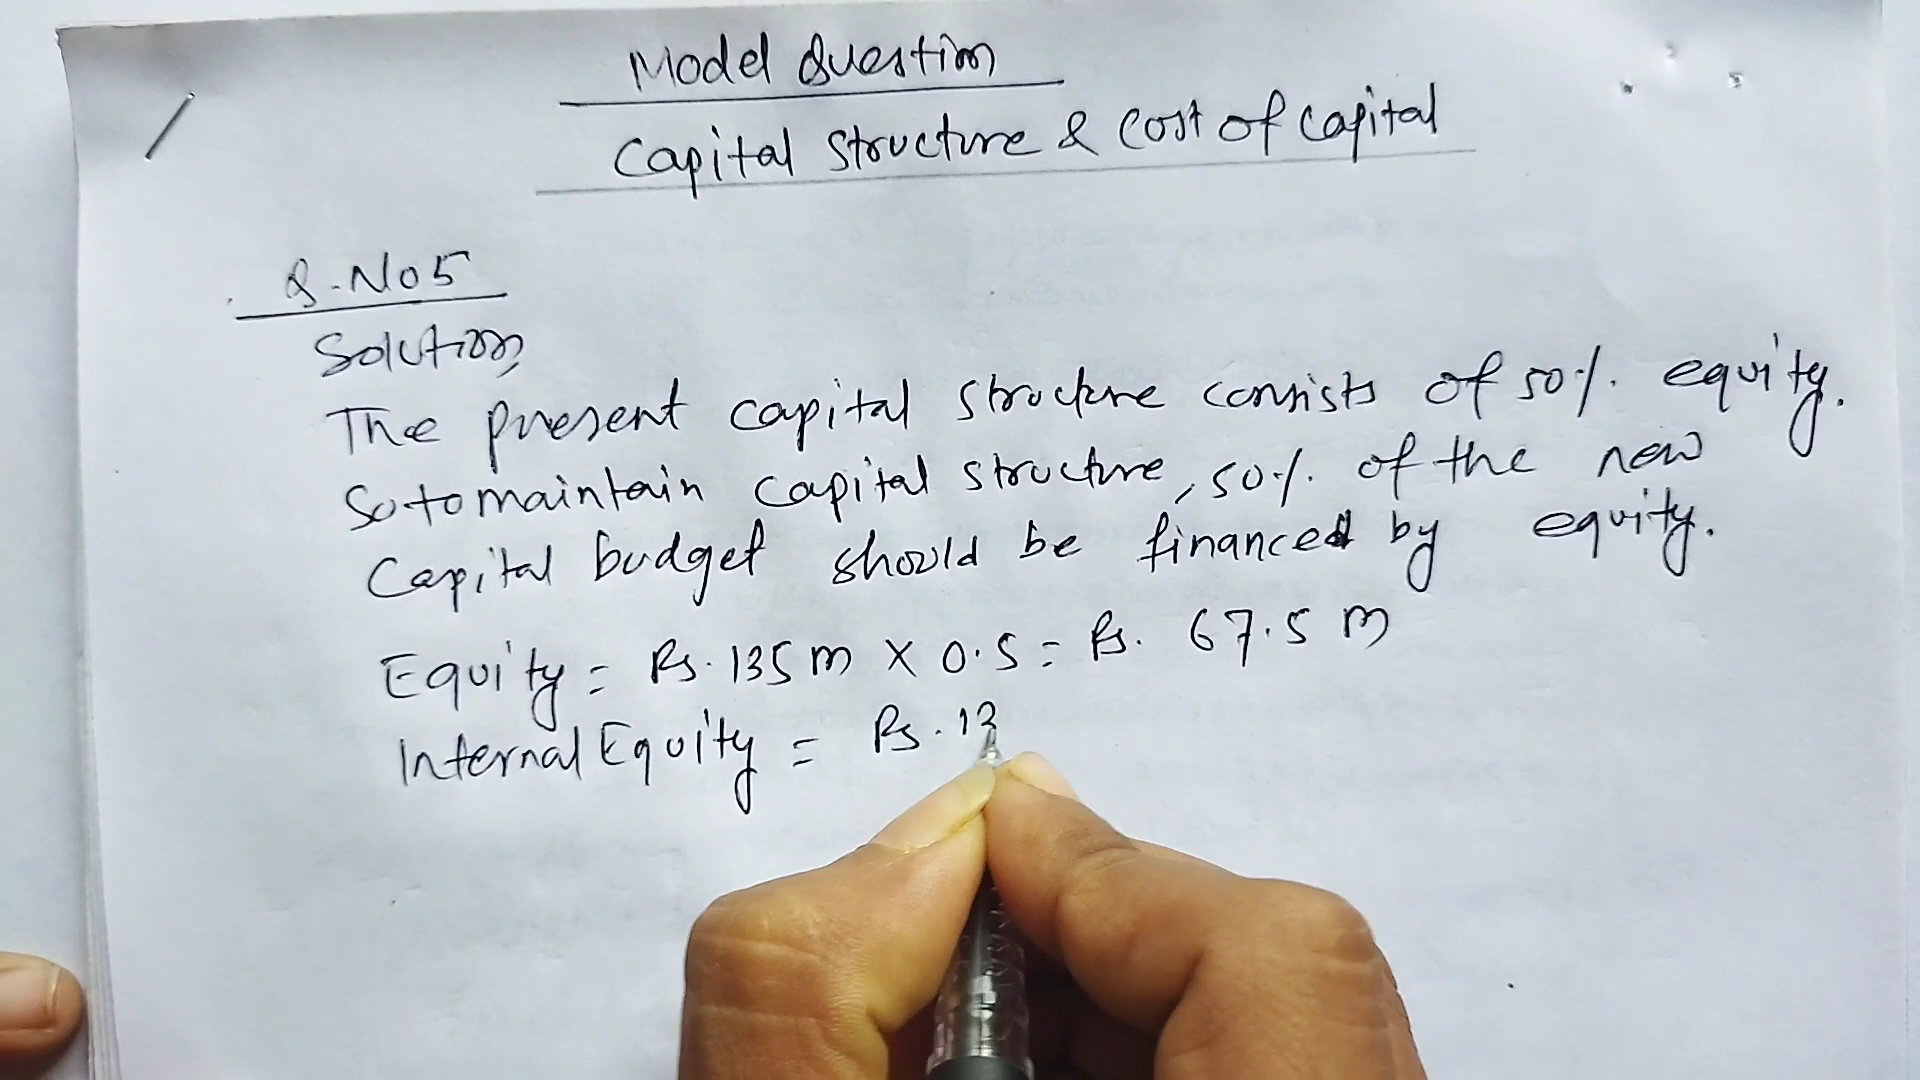 Model Question
Capital Structure & Cost of Capital
Q.No5
Solution,
The present capital structure consists of 50%. equity.
So to maintain capital structure, 50%. of the new
Capital budget should be financed by equity.
Equity = Rs. 135 m × 0.5 = Rs. 67.5 m
Internal Equity = Rs. 13